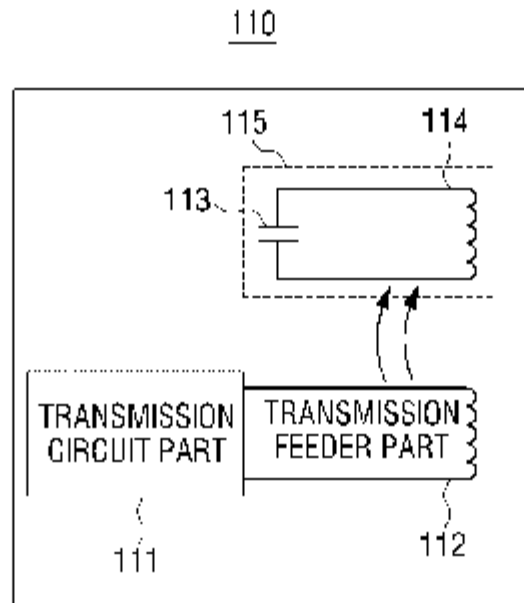 110
115
114
113
TRANSMISSION
CIRCUIT PART
TRANSMISSION
FEEDER PART
111
112